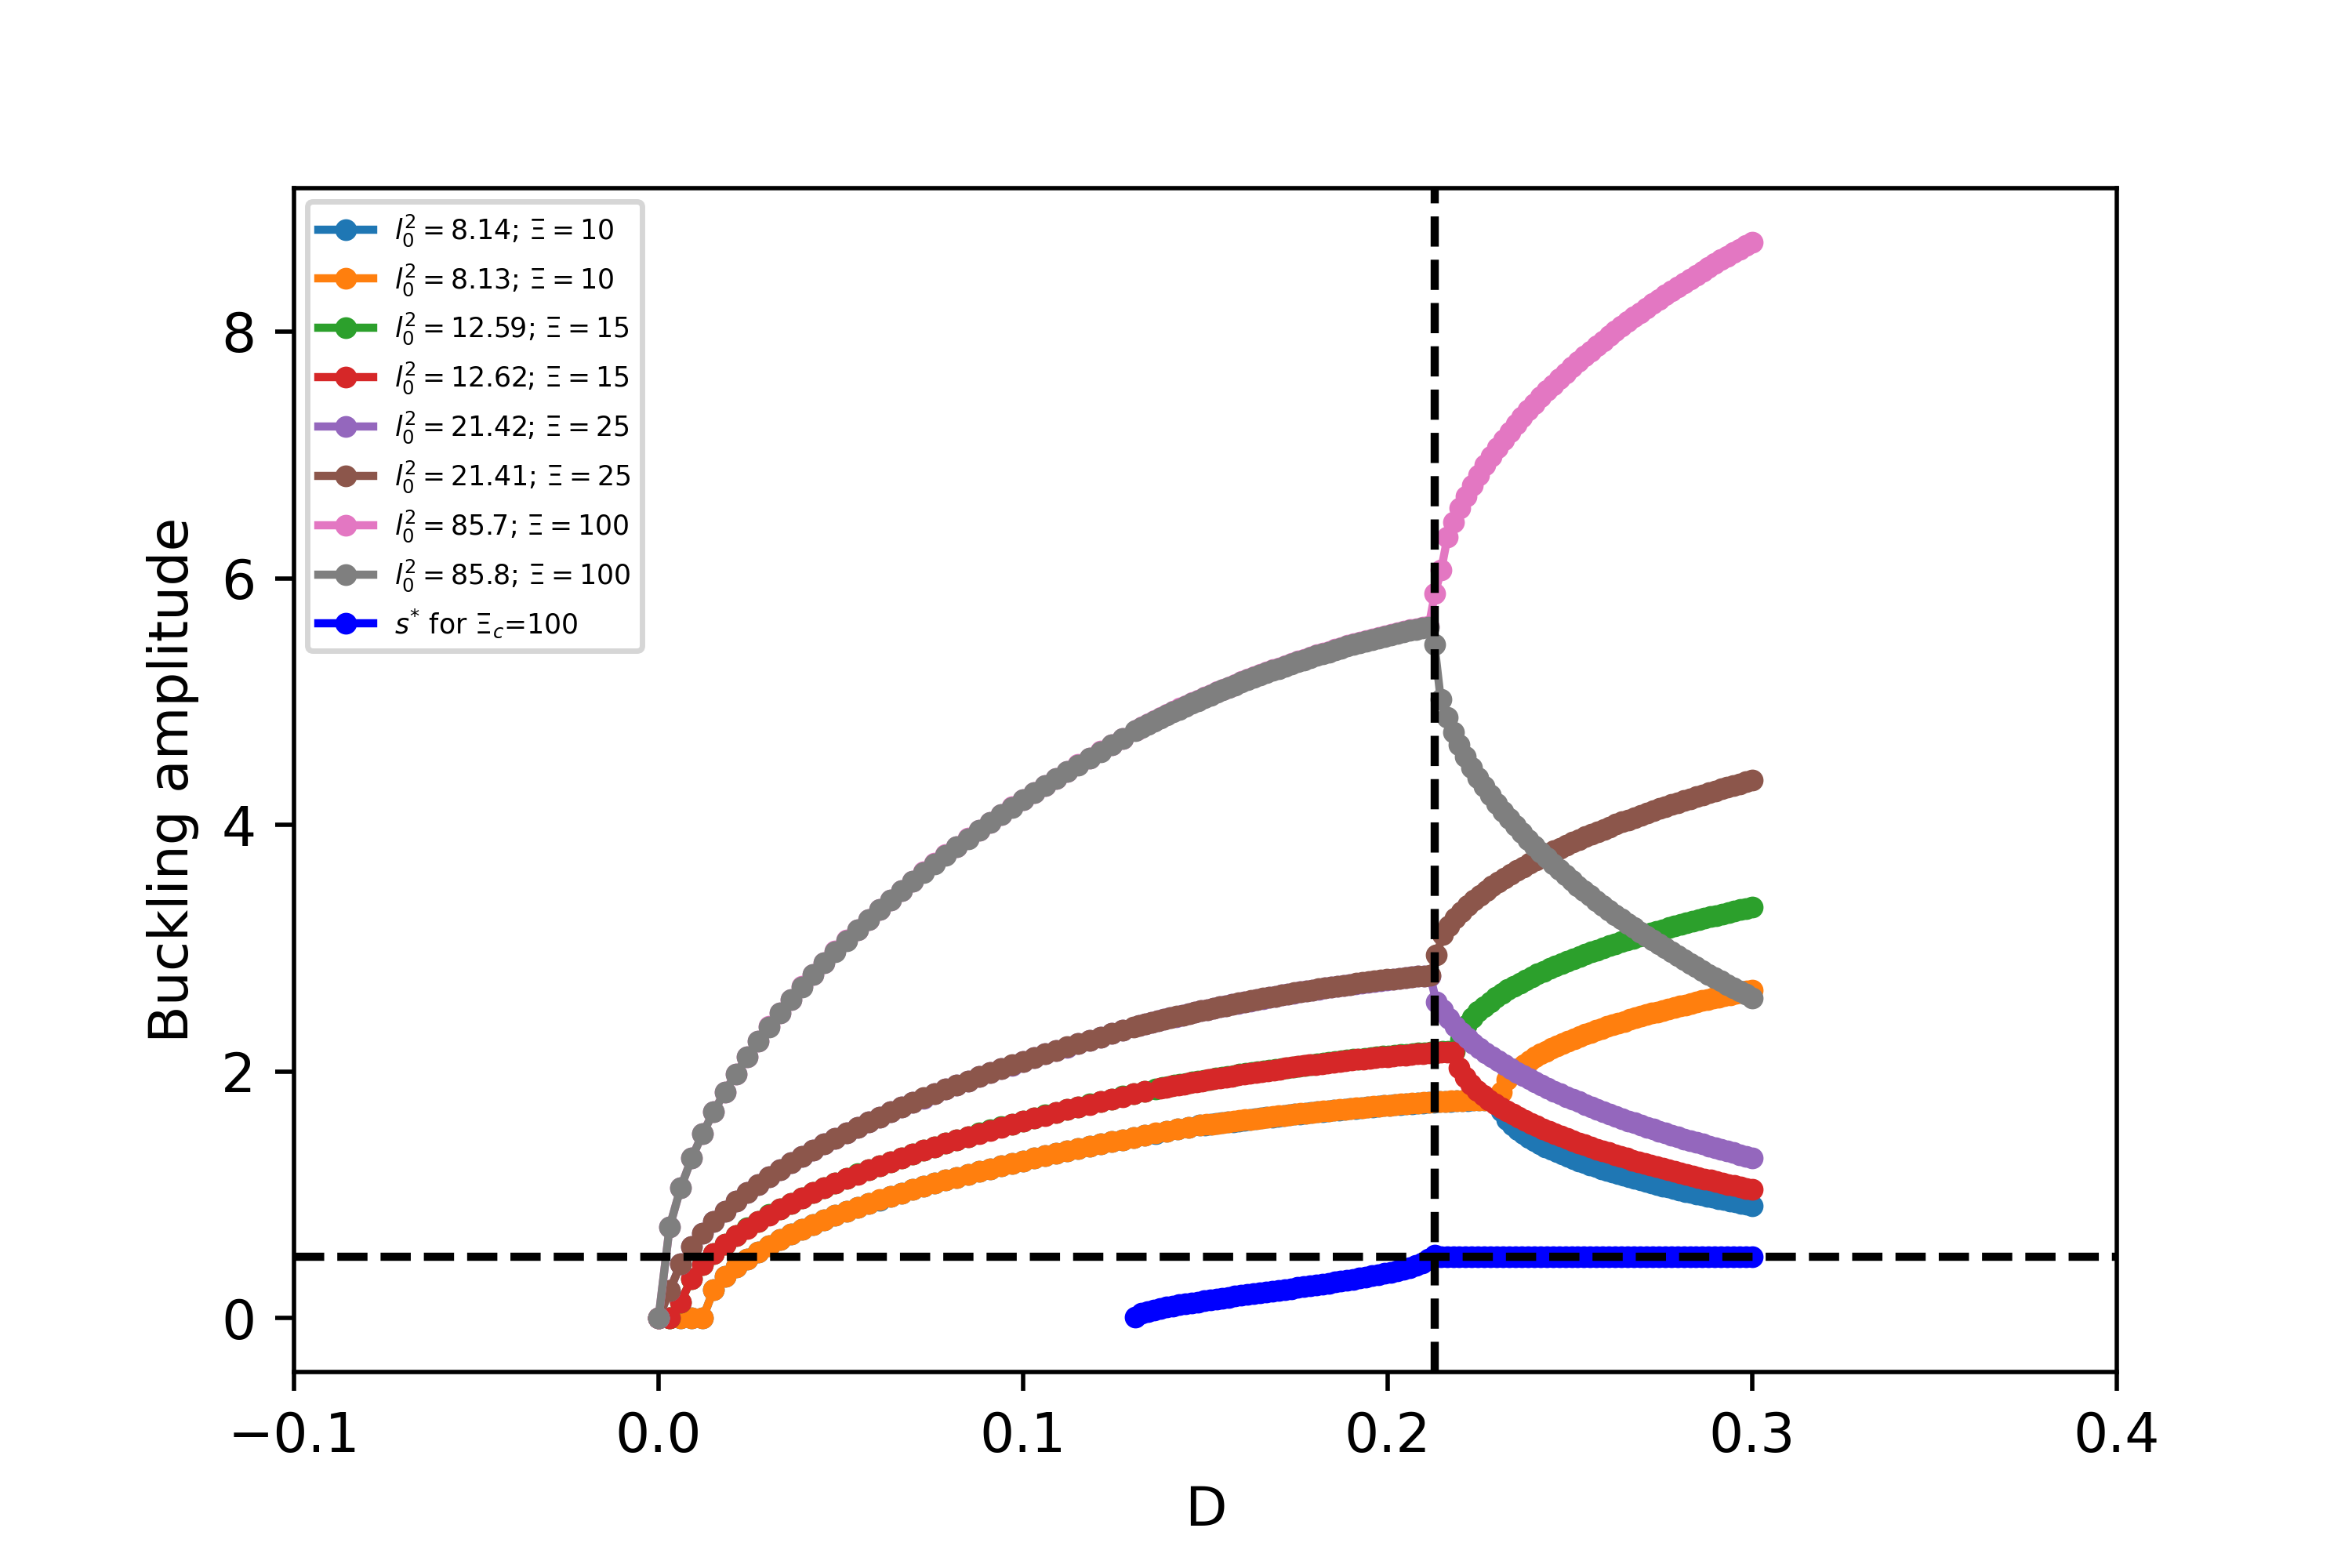 l₀² = 8.14; Ξ = 10
l₀² = 8.13; Ξ = 10
l₀² = 12.59; Ξ = 15
l₀² = 12.62; Ξ = 15
l₀² = 21.42; Ξ = 25
l₀² = 21.41; Ξ = 25
l₀² = 85.7; Ξ = 100
l₀² = 85.8; Ξ = 100
s* for Ξ_c=100
Buckling amplitude
8
6
4
2
0
−0.1 0.0 0.1 0.2 0.3 0.4
D